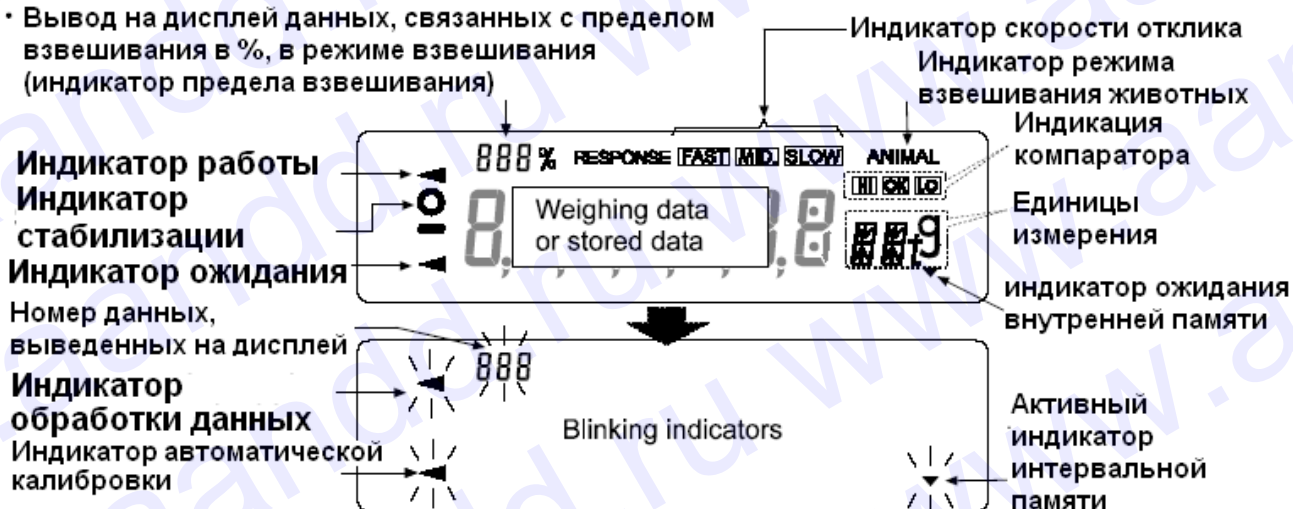 · Вывод на дисплей данных, связанных с пределом
взвешивания в %, в режиме взвешивания
(индикатор предела взвешивания)
Индикатор скорости отклика
Индикатор режима
взвешивания животных
Индикация
компаратора
Единицы
измерения
индикатор ожидания
внутренней памяти
Индикатор работы
Индикатор
стабилизации
Индикатор ожидания
888 % RESPONSE FAST MID. SLOW ANIMAL
HI OK LO
Weighing data
or stored data
g
Номер данных,
выведенных на дисплей
Индикатор
обработки данных
Индикатор автоматической
калибровки
888
Blinking indicators
Активный
индикатор
интервальной
памяти